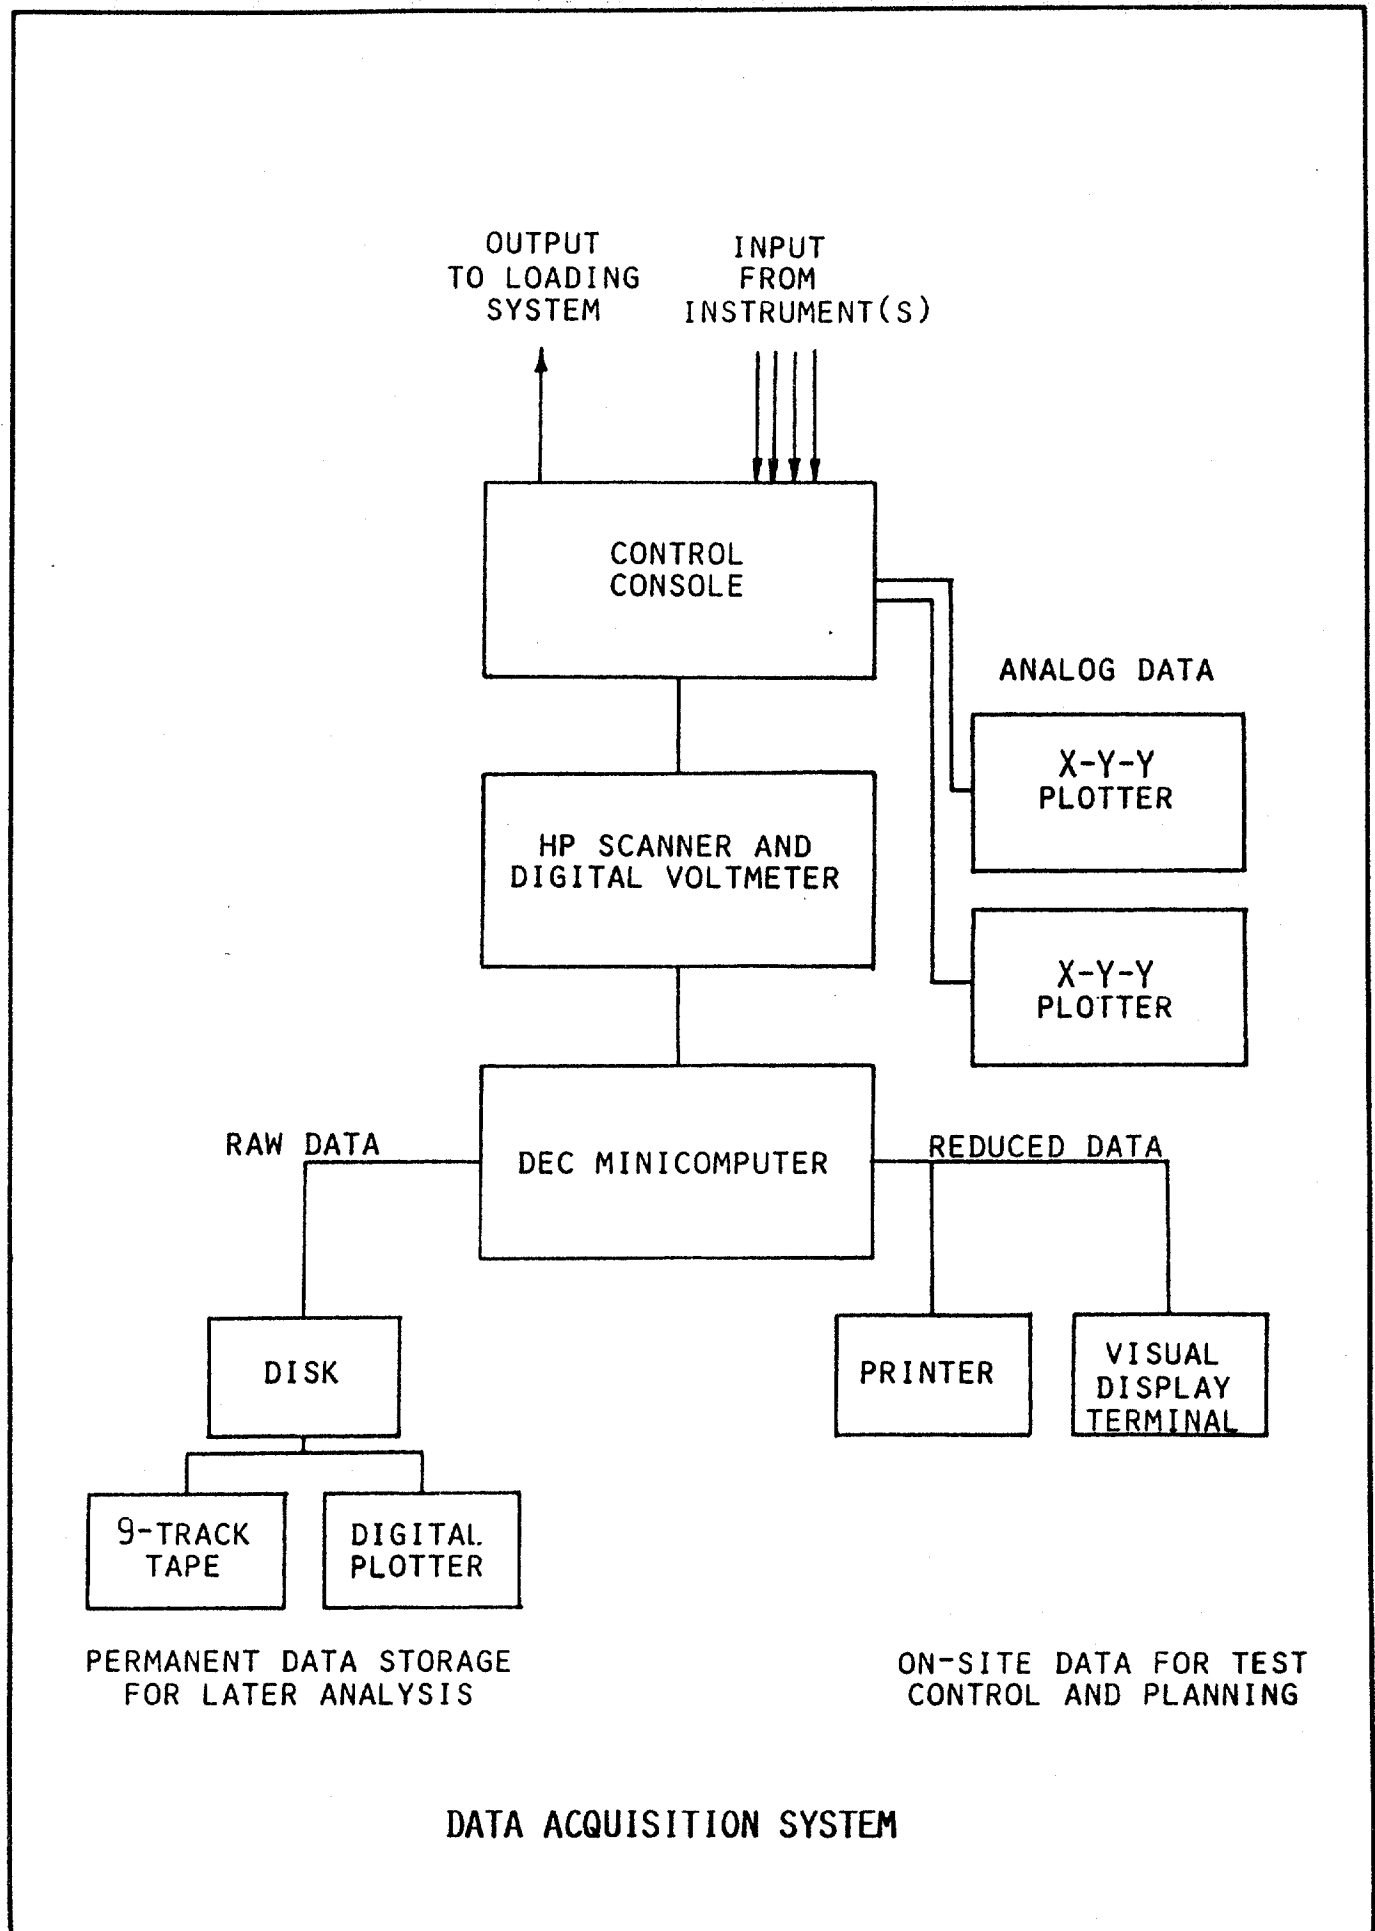 OUTPUT
TO LOADING
SYSTEM
INPUT
FROM
INSTRUMENT(S)
CONTROL
CONSOLE
ANALOG DATA
X-Y-Y
PLOTTER
HP SCANNER AND
DIGITAL VOLTMETER
X-Y-Y
PLOTTER
RAW DATA
DEC MINICOMPUTER
REDUCED DATA
DISK
PRINTER
VISUAL
DISPLAY
TERMINAL
9-TRACK
TAPE
DIGITAL
PLOTTER
PERMANENT DATA STORAGE
FOR LATER ANALYSIS
ON-SITE DATA FOR TEST
CONTROL AND PLANNING
DATA ACQUISITION SYSTEM